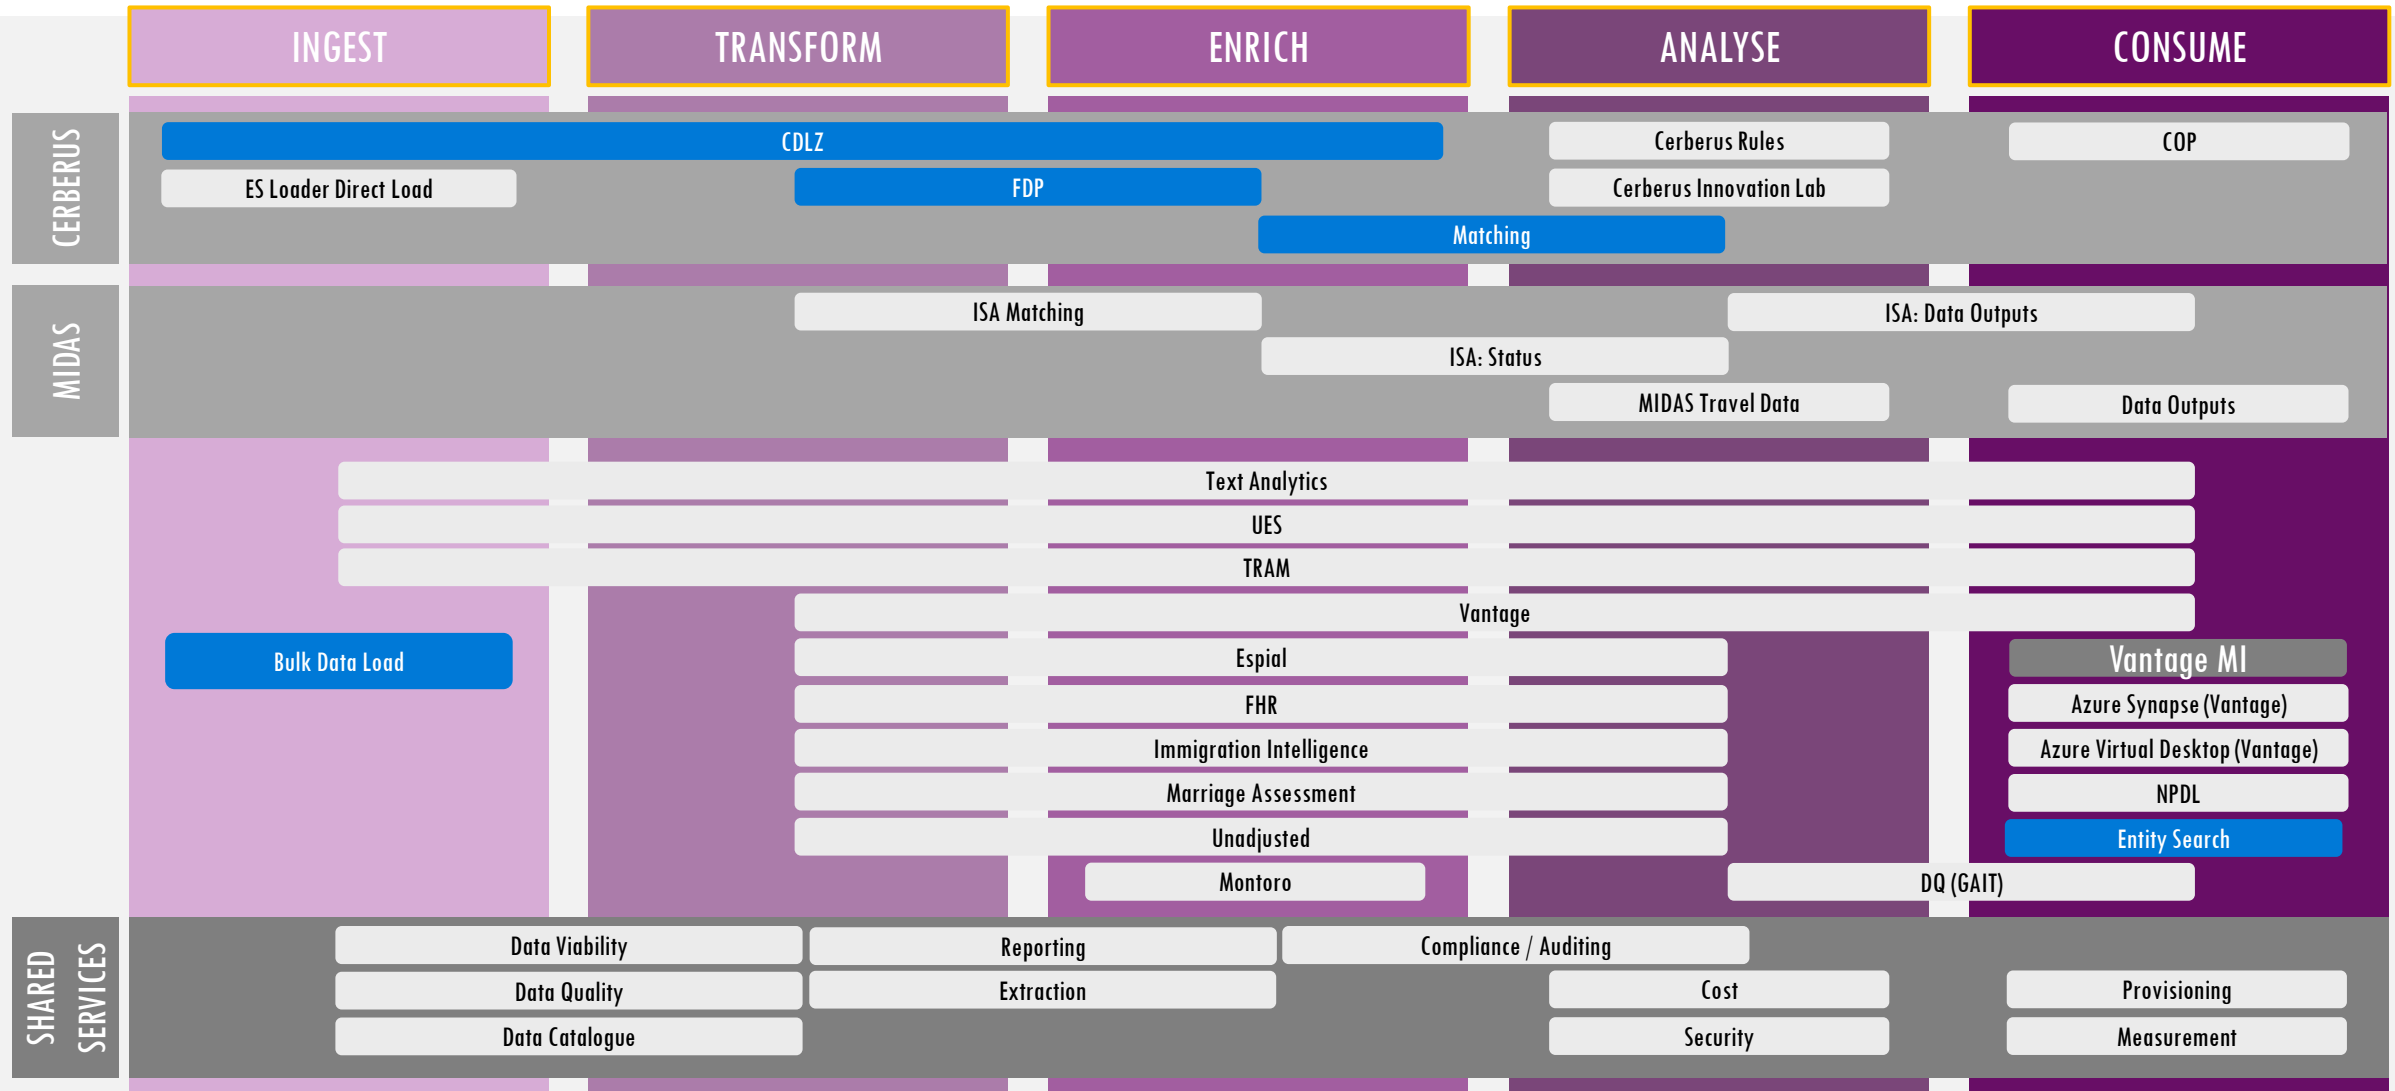 INGEST
TRANSFORM
ENRICH
ANALYSE
CONSUME
CERBERUS
CDLZ
Cerberus Rules
COP
ES Loader Direct Load
FDP
Cerberus Innovation Lab
Matching
MIDAS
ISA Matching
ISA: Data Outputs
ISA: Status
MIDAS Travel Data
Data Outputs
Text Analytics
UES
TRAM
Vantage
Bulk Data Load
Espial
Vantage MI
FHR
Azure Synapse (Vantage)
Immigration Intelligence
Azure Virtual Desktop (Vantage)
Marriage Assessment
NPDL
Unadjusted
Entity Search
Montoro
DQ (GAIT)
SHARED
SERVICES
Data Viability
Reporting
Compliance / Auditing
Data Quality
Extraction
Cost
Provisioning
Data Catalogue
Security
Measurement